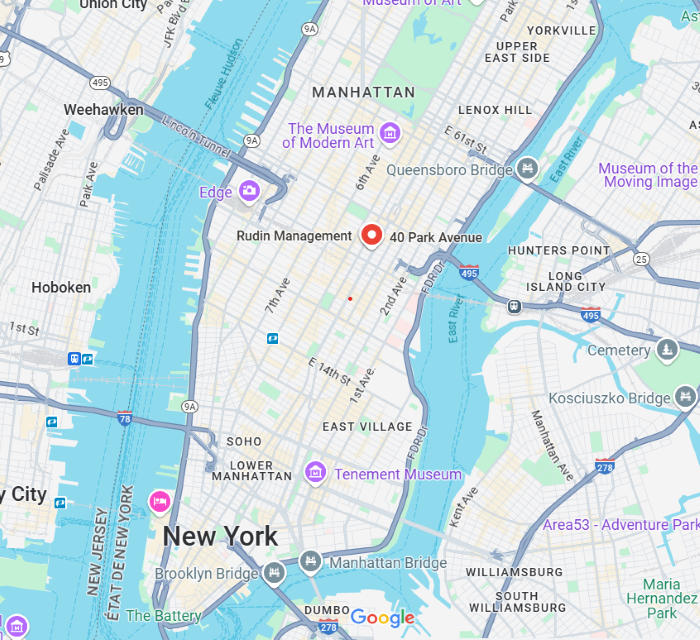 Union City
JFK Blvd E
Museum of Art
Park
YORKVILLE
9A
UPPER
EAST SIDE
495
MANHATTAN
Fleuve Hudson
Weehawken
LENOX HILL
Lincoln Tunnel
9A
The Museum
of Modern Art
E 61st St
Palisade Ave
Park Ave
6th Ave
Queensboro Bridge
East River
Museum of the
Moving Image
Edge
Rudin Management
40 Park Avenue
HUNTERS POINT
25
495
LONG
ISLAND CITY
FDR Dr
Hoboken
7th Ave
2nd Ave
East River
495
1st St
Cemetery
E 14th St
1st Ave
Kosciuszko Bridge
9A
78
EAST VILLAGE
Manhattan Ave
SOHO
FDR Dr
LOWER
MANHATTAN
278
Tenement Museum
y City
Kent Ave
NEW JERSEY
ÉTAT DE NEW YORK
New York
Area53 - Adventure Park
Manhattan Bridge
Brooklyn Bridge
WILLIAMSBURG
Maria
Hernandez
Park
SOUTH
WILLIAMSBURG
The Battery
DUMBO
Google
278